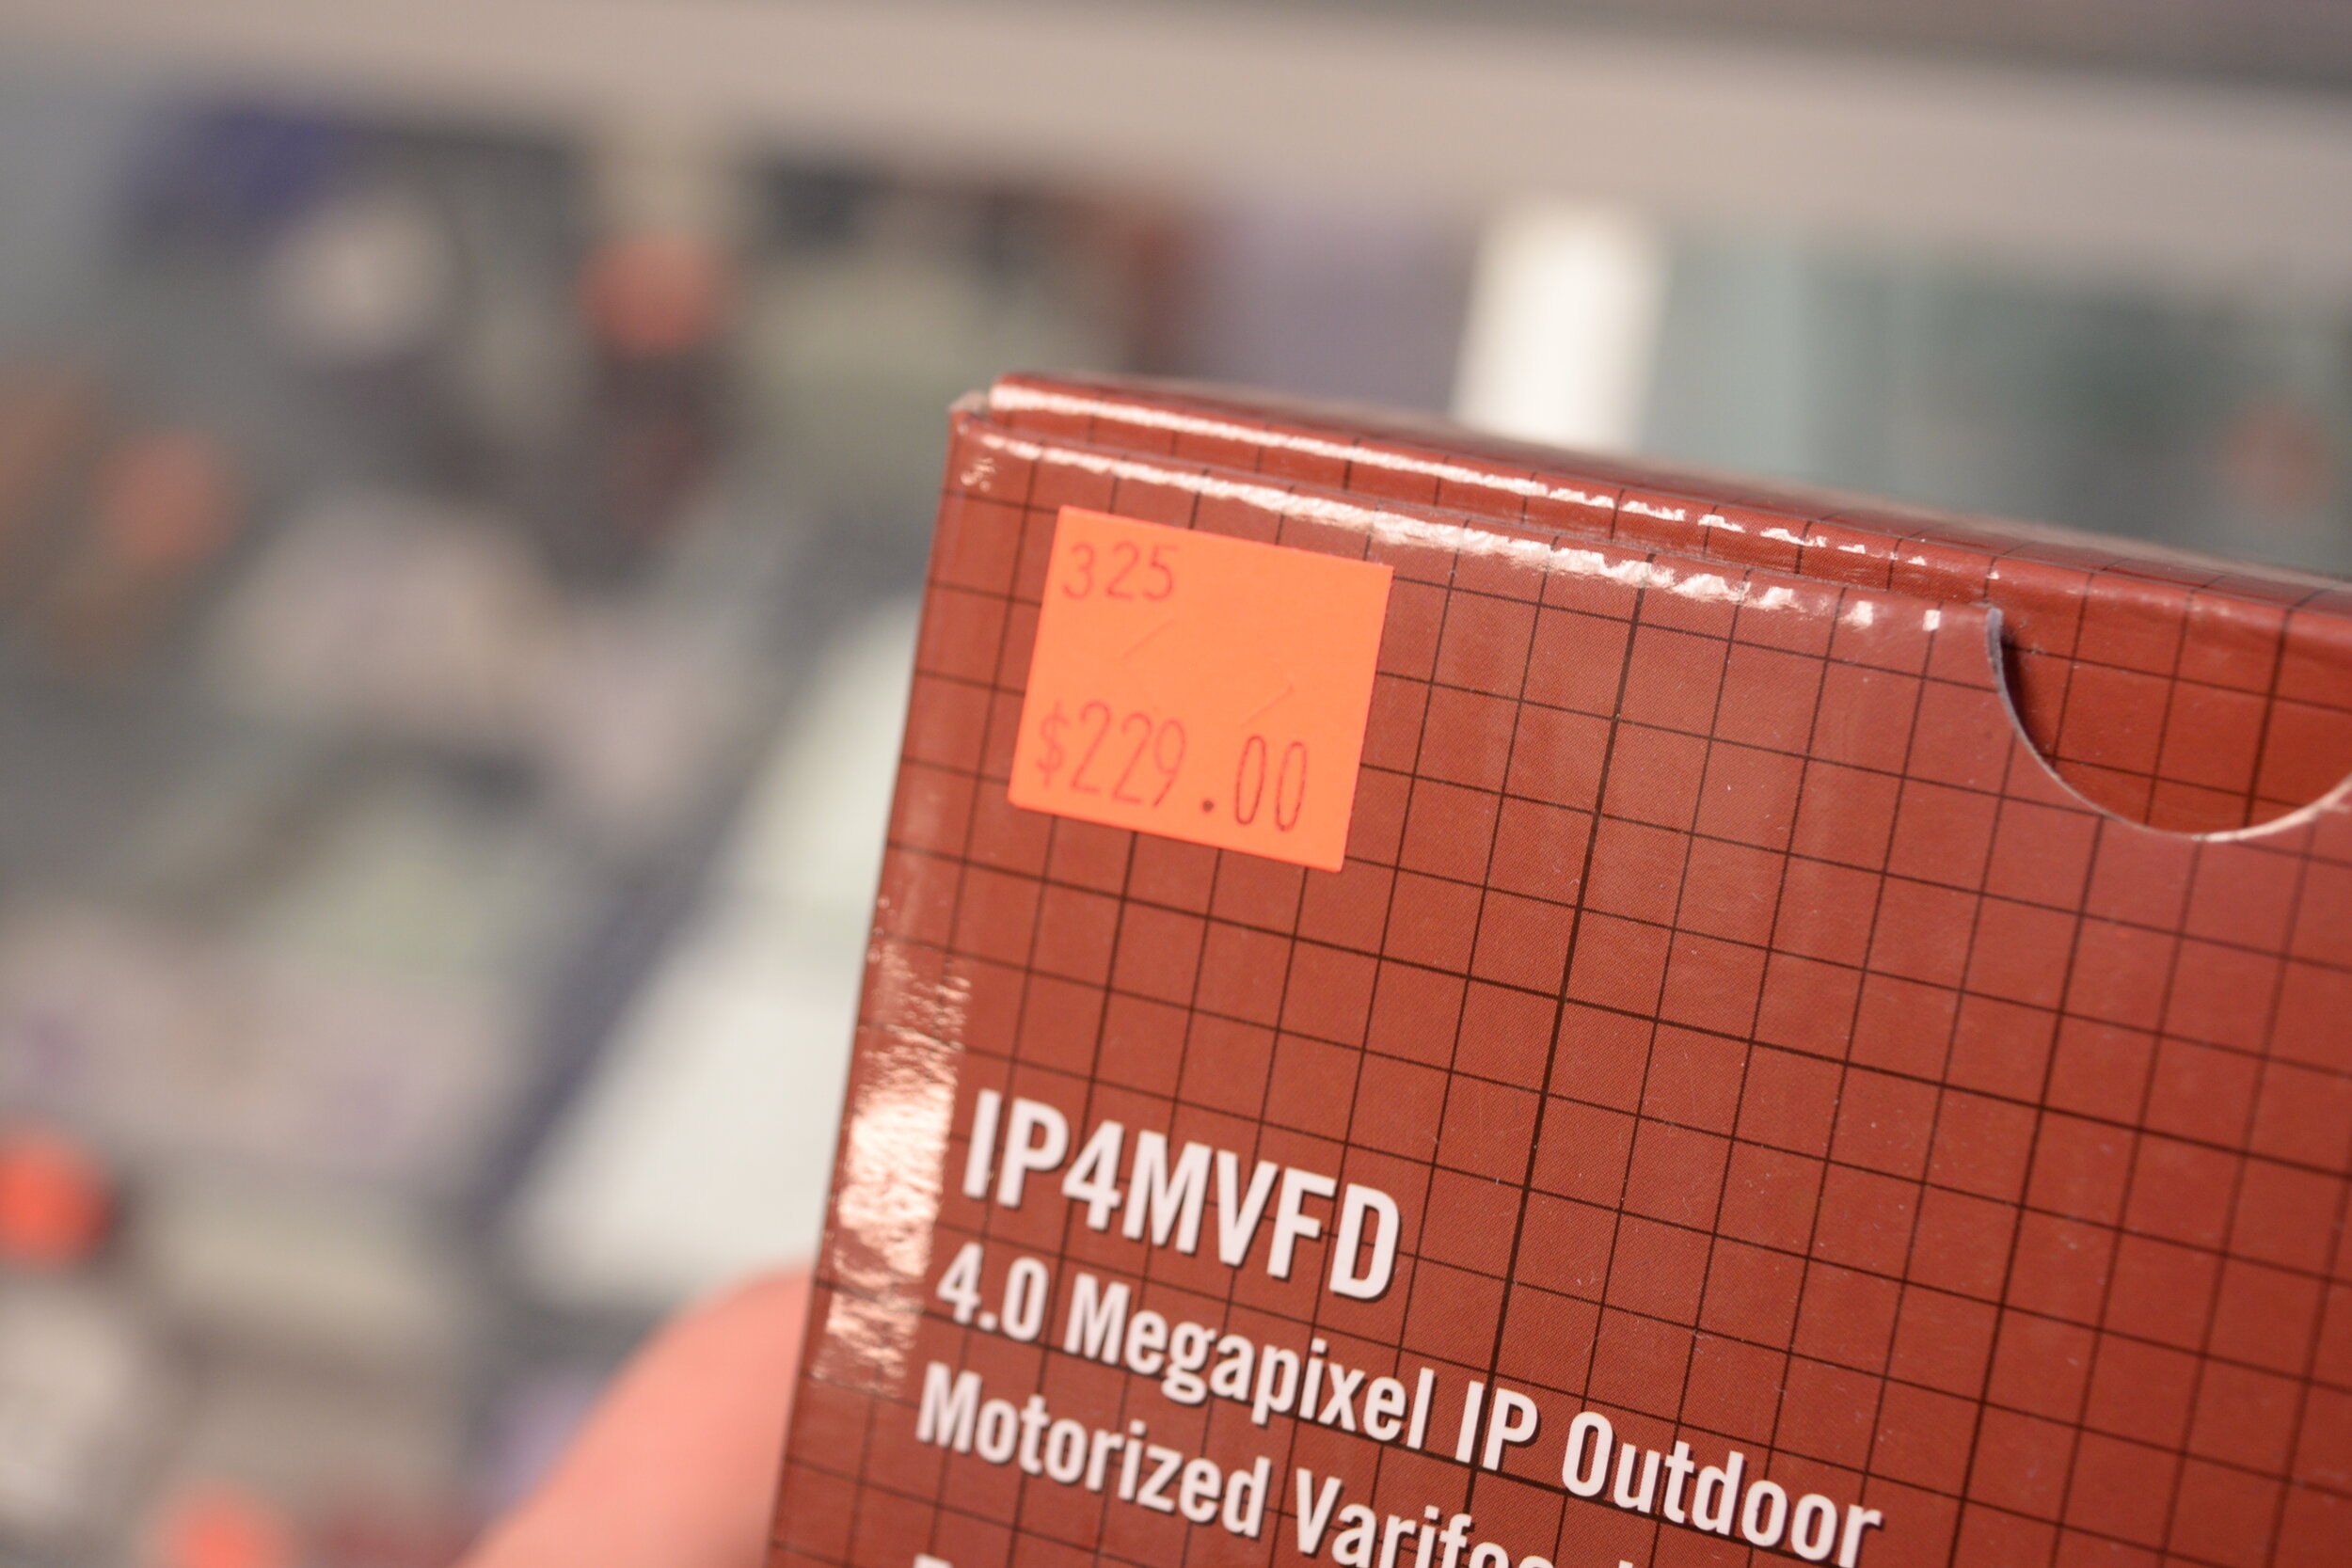 325
$229.00
IP4MVFD
4.0 Megapixel IP Outdoor
Motorized